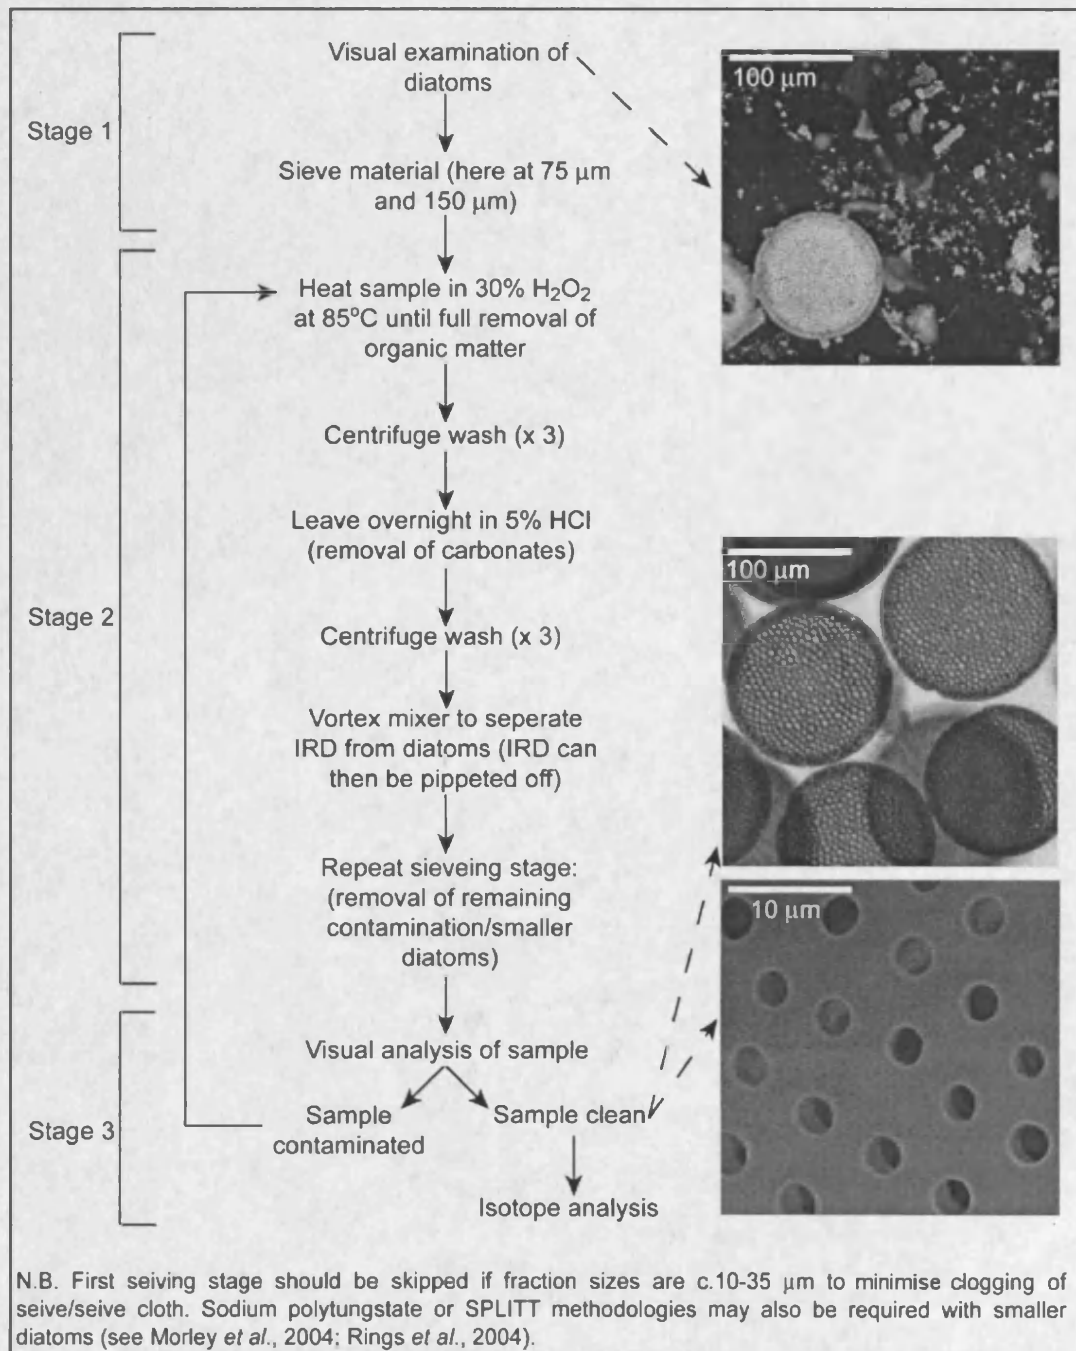 Stage 1
Visual examination of
diatoms
Sieve material (here at 75 μm
and 150 μm)
100 μm
Stage 2
Heat sample in 30% H₂O₂
at 85°C until full removal of
organic matter
Centrifuge wash (x 3)
Leave overnight in 5% HCl
(removal of carbonates)
Centrifuge wash (x 3)
Vortex mixer to seperate
IRD from diatoms (IRD can
then be pippeted off)
Repeat sieveing stage:
(removal of remaining
contamination/smaller
diatoms)
100 μm
10 μm
Stage 3
Visual analysis of sample
Sample
contaminated
Sample clean
Isotope analysis
N.B. First seiving stage should be skipped if fraction sizes are c.10-35 μm to minimise clogging of
seive/seive cloth. Sodium polytungstate or SPLITT methodologies may also be required with smaller
diatoms (see Morley et al., 2004; Rings et al., 2004).